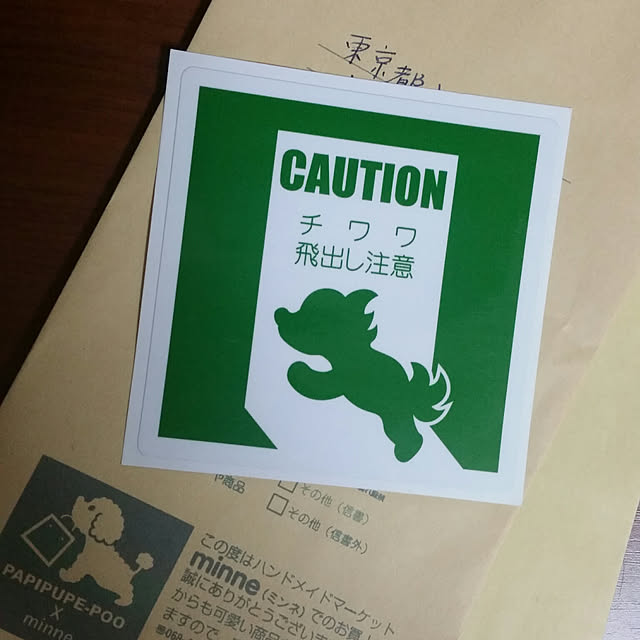 東京都
CAUTION
チワワ
飛出し注意
や商品
その他（信書）
その他（信書外）
PAPIPUPE-POO
×
minne
この度はハンドメイドマーケット
minne（ミンネ）でのお買い
誠にありがとうございま
からも可愛い商品
ますので